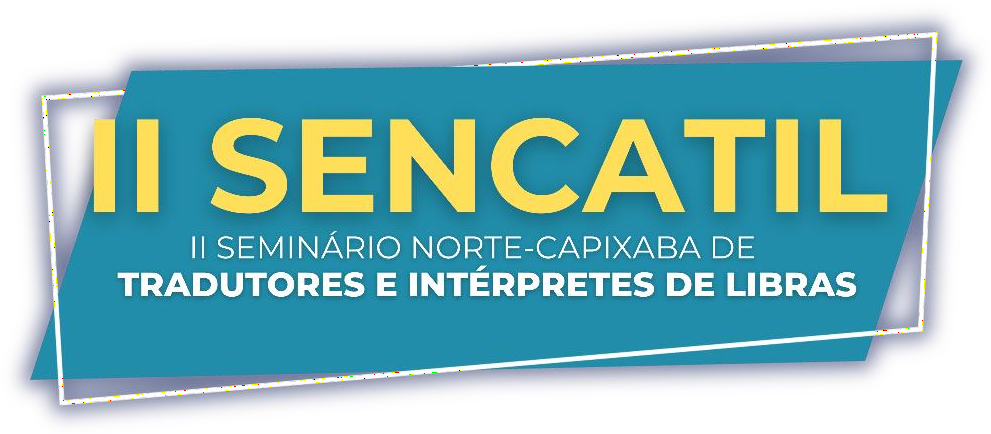 II SENCATIL
II SEMINÁRIO NORTE-CAPIXABA DE
TRADUTORES E INTÉRPRETES DE LIBRAS